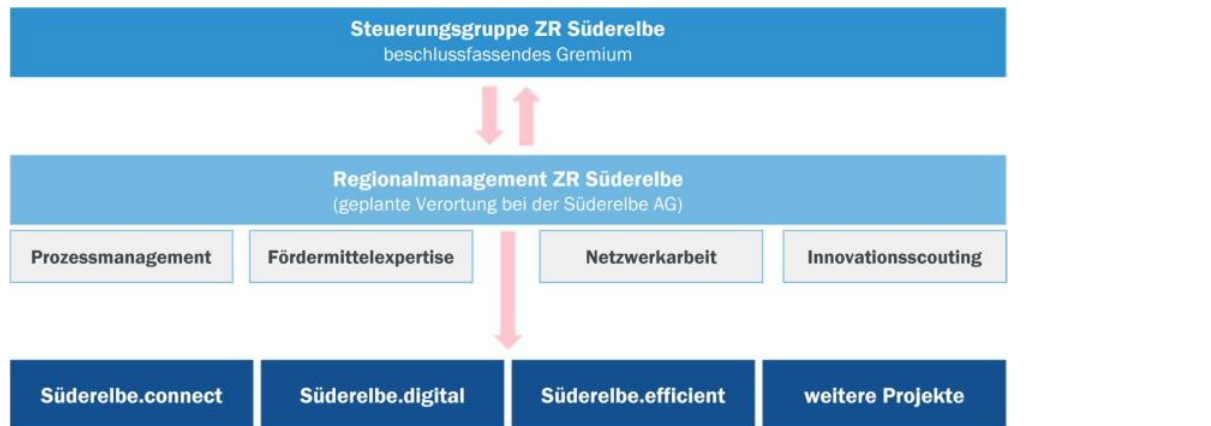 Steuerungsgruppe ZR Süderelbe
beschlussfassendes Gremium
Regionalmanagement ZR Süderelbe
(geplante Verortung bei der Süderelbe AG)
Prozessmanagement
Fördermittelexpertise
Netzwerkarbeit
Innovationsscouting
Süderelbe.connect
Süderelbe.digital
Süderelbe.efficient
weitere Projekte